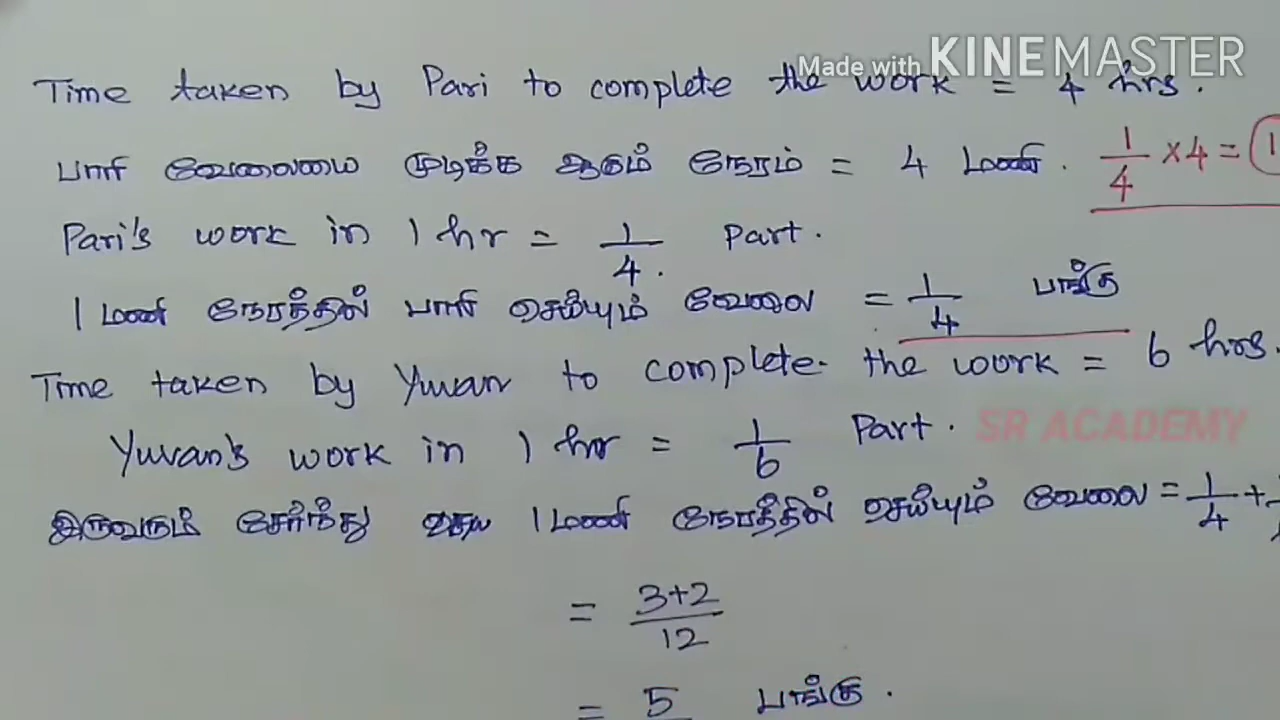 Made with KINEMASTER
Time taken by Pari to complete the work = 4 hrs.
பாரி வேலையை முடிக்க ஆகும் நேரம் = 4 மணி. 1/4 × 4 = 1
Pari's work in 1 hr = 1/4 Part.
1 மணி நேரத்தில் பாரி செய்யும் வேலை = 1/4 பங்கு
Time taken by Yuvan to complete the work = 6 hrs.
Yuvan's work in 1 hr = 1/6 Part.
SR ACADEMY
இருவரும் சேர்ந்து 1 மணி நேரத்தில் செய்யும் வேலை = 1/4 +
= 3+2/12
= 5 பங்கு.